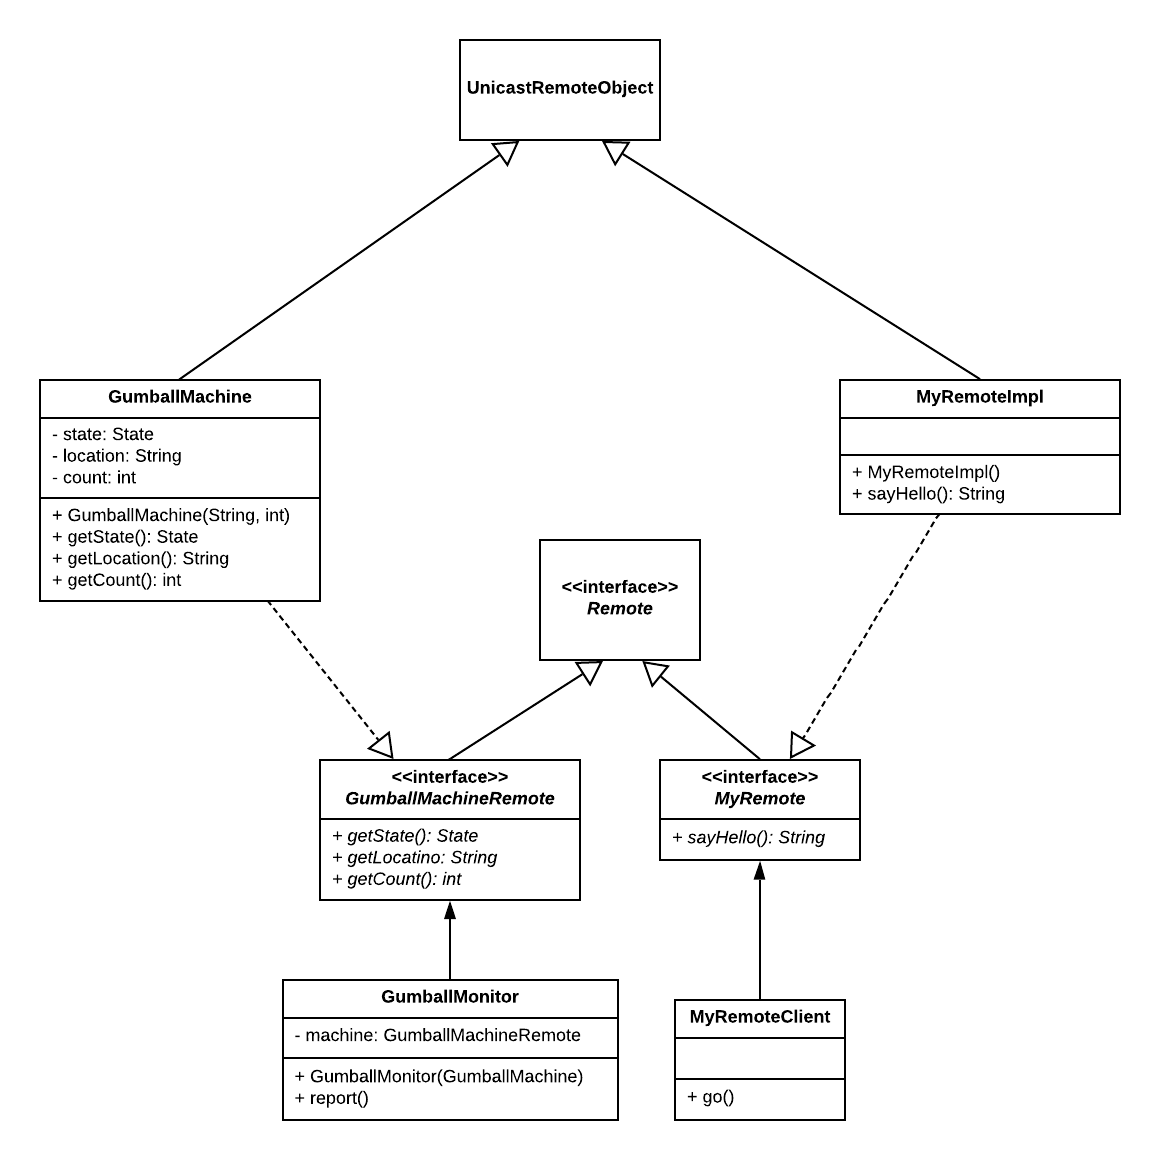 UnicastRemoteObject
GumballMachine
- state: State
- location: String
- count: int
+ GumballMachine(String, int)
+ getState(): State
+ getLocation(): String
+ getCount(): int
MyRemoteImpl
+ MyRemoteImpl()
+ sayHello(): String
<<interface>>
Remote
<<interface>>
GumballMachineRemote
+ getState(): State
+ getLocatino: String
+ getCount(): int
<<interface>>
MyRemote
+ sayHello(): String
GumballMonitor
- machine: GumballMachineRemote
+ GumballMonitor(GumballMachine)
+ report()
MyRemoteClient
+ go()